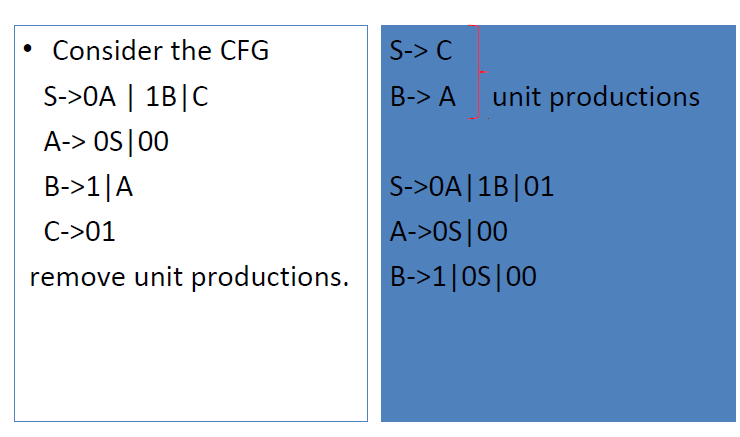 • Consider the CFG
S->0A | 1B|C
A-> 0S|00
B->1|A
C->01
remove unit productions.
S-> C
B-> A unit productions
S->0A|1B|01
A->0S|00
B->1|0S|00